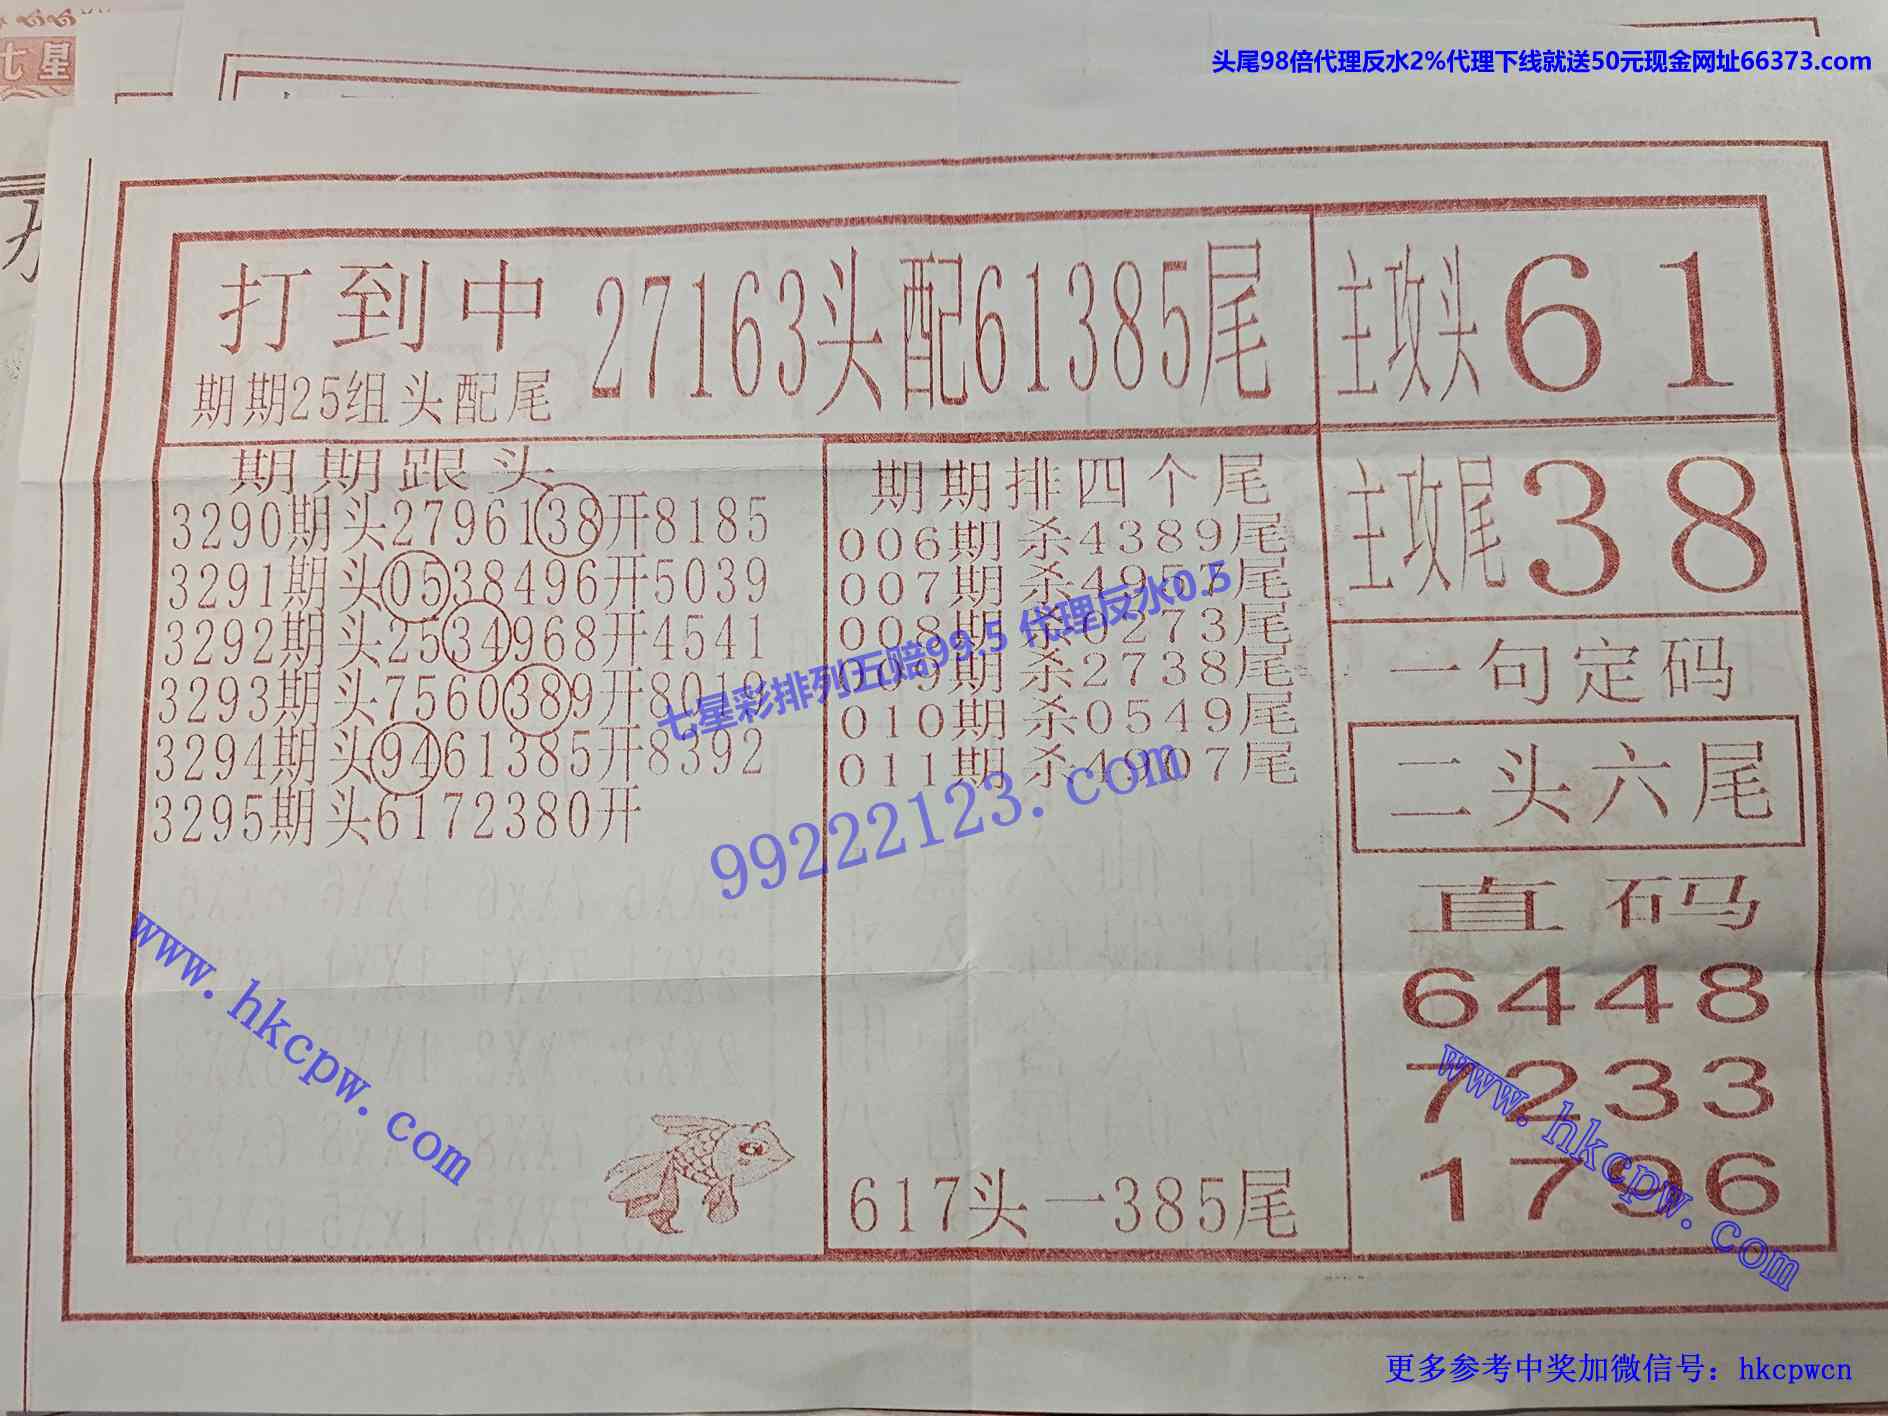 七星
头尾98倍代理反水2%代理下线就送50元现金网址66373.com
打到中
期期25组头配尾
27163头配61385尾
主攻头61
期期跟头
3290期头2796138开8185
3291期头0538496开5039
3292期头2534968开4541
3293期头7560389开8019
3294期头9461385开8392
3295期头6172380开
期期排四个尾
006期杀4389尾
007期杀4957尾
008期杀0273尾
009期杀2738尾
010期杀0549尾
011期杀4907尾
617头一385尾
主攻尾38
一句定码
二头六尾
直码
6448
7233
1796
七星彩排列五赔99.5 代理反水0.5
99222123.com
www.hkcpw.com
www.hkcpw.com
更多参考中奖加微信号：hkcpwcn